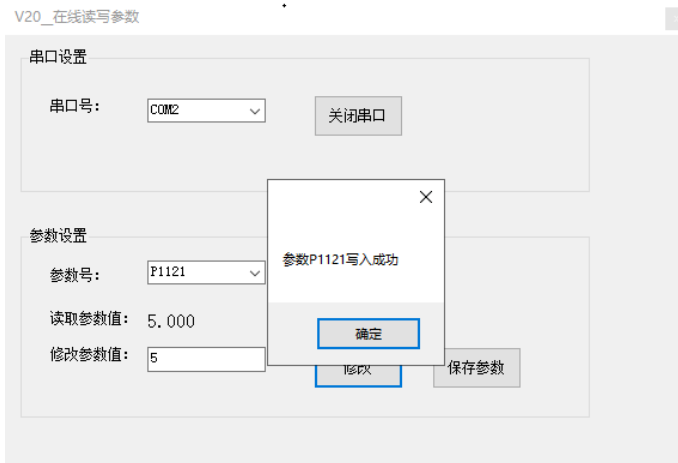 V20__在线读写参数
串口设置
串口号：
COM2
关闭串口
参数P1121写入成功
确定
参数设置
参数号：
P1121
读取参数值：
5.000
修改参数值：
5
修改
保存参数